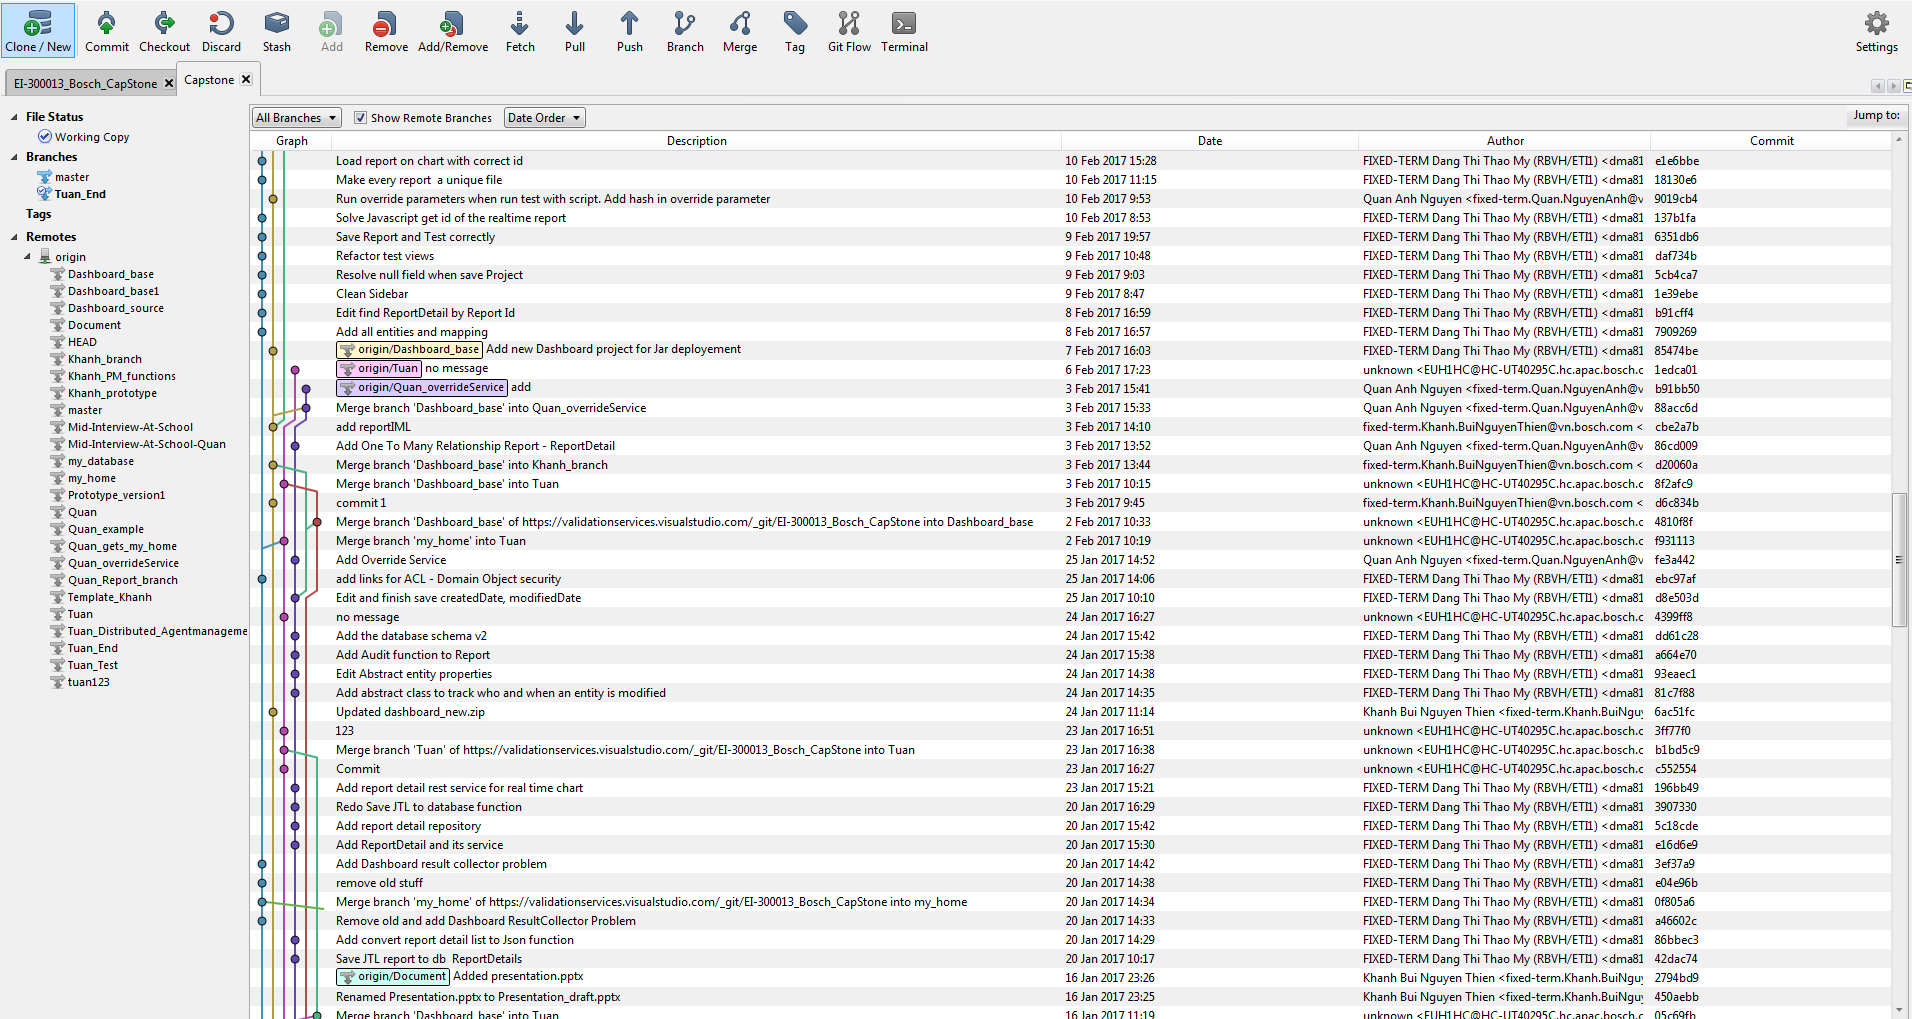 Clone / New Commit Checkout Discard Stash Add Remove Add/Remove Fetch Pull Push Branch Merge Tag Git Flow Terminal Settings
EI-300013_Bosch_CapStone Capstone
File Status
Working Copy
Branches
master
Tuan_End
Tags
Remotes
origin
Dashboard_base
Dashboard_base1
Dashboard_source
Document
HEAD
Khanh_branch
Khanh_PM_functions
Khanh_prototype
master
Mid-Interview-At-School
Mid-Interview-At-School-Quan
my_database
my_home
Prototype_version1
Quan
Quan_example
Quan_gets_my_home
Quan_overrideService
Quan_Report_branch
Template_Khanh
Tuan
Tuan_Distributed_Agentmanageme
Tuan_End
Tuan_Test
tuan123
All Branches Show Remote Branches Date Order Jump to:
Graph Description Date Author Commit
Load report on chart with correct id 10 Feb 2017 15:28 FIXED-TERM Dang Thi Thao My (RBVH/ETI1) <dma81 e1e6bbe
Make every report a unique file 10 Feb 2017 11:15 FIXED-TERM Dang Thi Thao My (RBVH/ETI1) <dma81 18130e6
Run override parameters when run test with script. Add hash in override parameter 10 Feb 2017 9:53 Quan Anh Nguyen <fixed-term.Quan.NguyenAnh@v 9019cb4
Solve Javascript get id of the realtime report 10 Feb 2017 8:53 FIXED-TERM Dang Thi Thao My (RBVH/ETI1) <dma81 137b1fa
Save Report and Test correctly 9 Feb 2017 19:57 FIXED-TERM Dang Thi Thao My (RBVH/ETI1) <dma81 6351db6
Refactor test views 9 Feb 2017 10:48 FIXED-TERM Dang Thi Thao My (RBVH/ETI1) <dma81 daf734b
Resolve null field when save Project 9 Feb 2017 9:03 FIXED-TERM Dang Thi Thao My (RBVH/ETI1) <dma81 5cb4ca7
Clean Sidebar 9 Feb 2017 8:47 FIXED-TERM Dang Thi Thao My (RBVH/ETI1) <dma81 1e39ebe
Edit find ReportDetail by Report Id 8 Feb 2017 16:59 FIXED-TERM Dang Thi Thao My (RBVH/ETI1) <dma81 b91cff4
Add all entities and mapping 8 Feb 2017 16:57 FIXED-TERM Dang Thi Thao My (RBVH/ETI1) <dma81 7909269
origin/Dashboard_base Add new Dashboard project for Jar deployement 7 Feb 2017 16:03 FIXED-TERM Dang Thi Thao My (RBVH/ETI1) <dma81 85474be
origin/Tuan no message 6 Feb 2017 17:23 unknown <EUH1HC@HC-UT40295C.hc.apac.bosch.c 1edca01
origin/Quan_overrideService add 3 Feb 2017 15:41 Quan Anh Nguyen <fixed-term.Quan.NguyenAnh@v b91bb50
Merge branch 'Dashboard_base' into Quan_overrideService 3 Feb 2017 15:33 Quan Anh Nguyen <fixed-term.Quan.NguyenAnh@v 88acc6d
add reportIML 3 Feb 2017 14:10 fixed-term.Khanh.BuiNguyenThien@vn.bosch.com < cbe2a7b
Add One To Many Relationship Report - ReportDetail 3 Feb 2017 13:52 Quan Anh Nguyen <fixed-term.Quan.NguyenAnh@v 86cd009
Merge branch 'Dashboard_base' into Khanh_branch 3 Feb 2017 13:44 fixed-term.Khanh.BuiNguyenThien@vn.bosch.com < d20060a
Merge branch 'Dashboard_base' into Tuan 3 Feb 2017 10:15 unknown <EUH1HC@HC-UT40295C.hc.apac.bosch.c 8f2afc9
commit 1 3 Feb 2017 9:45 fixed-term.Khanh.BuiNguyenThien@vn.bosch.com < d6c834b
Merge branch 'Dashboard_base' of https://validationservices.visualstudio.com/_git/EI-300013_Bosch_CapStone into Dashboard_base 2 Feb 2017 10:33 unknown <EUH1HC@HC-UT40295C.hc.apac.bosch.c 4810f8f
Merge branch 'my_home' into Tuan 2 Feb 2017 10:19 unknown <EUH1HC@HC-UT40295C.hc.apac.bosch.c f931113
Add Override Service 25 Jan 2017 14:52 Quan Anh Nguyen <fixed-term.Quan.NguyenAnh@v fe3a442
add links for ACL - Domain Object security 25 Jan 2017 14:06 FIXED-TERM Dang Thi Thao My (RBVH/ETI1) <dma81 ebc97af
Edit and finish save createdDate, modifiedDate 25 Jan 2017 10:10 FIXED-TERM Dang Thi Thao My (RBVH/ETI1) <dma81 d8e503d
no message 24 Jan 2017 16:27 unknown <EUH1HC@HC-UT40295C.hc.apac.bosch.c 4399ff8
Add the database schema v2 24 Jan 2017 15:42 FIXED-TERM Dang Thi Thao My (RBVH/ETI1) <dma81 dd61c28
Add Audit function to Report 24 Jan 2017 15:38 FIXED-TERM Dang Thi Thao My (RBVH/ETI1) <dma81 a664e70
Edit Abstract entity properties 24 Jan 2017 14:38 FIXED-TERM Dang Thi Thao My (RBVH/ETI1) <dma81 93eaec1
Add abstract class to track who and when an entity is modified 24 Jan 2017 14:35 FIXED-TERM Dang Thi Thao My (RBVH/ETI1) <dma81 81c7f88
Updated dashboard_new.zip 24 Jan 2017 11:14 Khanh Bui Nguyen Thien <fixed-term.Khanh.BuiNguy 6ac51fc
123 23 Jan 2017 16:51 unknown <EUH1HC@HC-UT40295C.hc.apac.bosch.c 3ff77f0
Merge branch 'Tuan' of https://validationservices.visualstudio.com/_git/EI-300013_Bosch_CapStone into Tuan 23 Jan 2017 16:38 unknown <EUH1HC@HC-UT40295C.hc.apac.bosch.c b1bd5c9
Commit 23 Jan 2017 16:27 unknown <EUH1HC@HC-UT40295C.hc.apac.bosch.c c552554
Add report detail rest service for real time chart 23 Jan 2017 15:21 FIXED-TERM Dang Thi Thao My (RBVH/ETI1) <dma81 196bb49
Redo Save JTL to database function 20 Jan 2017 16:29 FIXED-TERM Dang Thi Thao My (RBVH/ETI1) <dma81 3907330
Add report detail repository 20 Jan 2017 15:42 FIXED-TERM Dang Thi Thao My (RBVH/ETI1) <dma81 5c18cde
Add ReportDetail and its service 20 Jan 2017 15:30 FIXED-TERM Dang Thi Thao My (RBVH/ETI1) <dma81 e16d6e9
Add Dashboard result collector problem 20 Jan 2017 14:42 FIXED-TERM Dang Thi Thao My (RBVH/ETI1) <dma81 3ef37a9
remove old stuff 20 Jan 2017 14:38 FIXED-TERM Dang Thi Thao My (RBVH/ETI1) <dma81 e04e96b
Merge branch 'my_home' of https://validationservices.visualstudio.com/_git/EI-300013_Bosch_CapStone into my_home 20 Jan 2017 14:34 FIXED-TERM Dang Thi Thao My (RBVH/ETI1) <dma81 0f805a6
Remove old and add Dashboard ResultCollector Problem 20 Jan 2017 14:33 FIXED-TERM Dang Thi Thao My (RBVH/ETI1) <dma81 a46602c
Add convert report detail list to Json function 20 Jan 2017 14:29 FIXED-TERM Dang Thi Thao My (RBVH/ETI1) <dma81 86bbec3
Save JTL report to db ReportDetails 20 Jan 2017 10:17 FIXED-TERM Dang Thi Thao My (RBVH/ETI1) <dma81 42dac74
origin/Document Added presentation.pptx 16 Jan 2017 23:26 Khanh Bui Nguyen Thien <fixed-term.Khanh.BuiNguy 2794bd9
Renamed Presentation.pptx to Presentation_draft.pptx 16 Jan 2017 23:25 Khanh Bui Nguyen Thien <fixed-term.Khanh.BuiNguy 450aebb
Merge branch 'Dashboard_base' into Tuan 16 Jan 2017 11:19 unknown <EUH1HC@HC-UT40295C.hc.apac.bosch.c 05c69fb